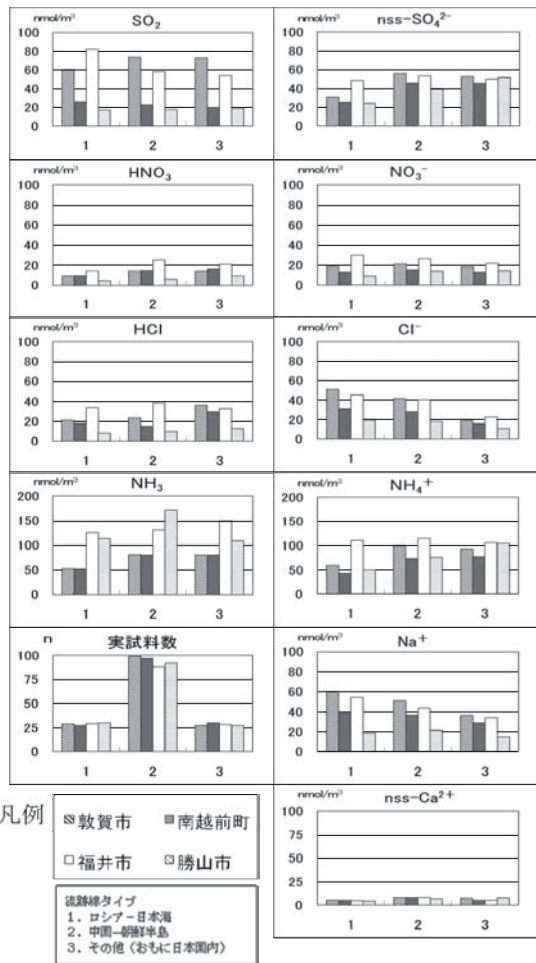 nmol/m³ SO₂
100
80
60
40
20
0
1 2 3
nmol/m³ nss-SO₄²⁻
100
80
60
40
20
0
1 2 3
nmol/m³ HNO₃
100
80
60
40
20
0
1 2 3
nmol/m³ NO₃⁻
100
80
60
40
20
0
1 2 3
nmol/m³ HCl
100
80
60
40
20
0
1 2 3
nmol/m³ Cl⁻
100
80
60
40
20
0
1 2 3
nmol/m³ NH₃
200
150
100
50
0
1 2 3
nmol/m³ NH₄⁺
200
150
100
50
0
1 2 3
n 実試料数
100
75
50
25
0
1 2 3
nmol/m³ Na⁺
100
80
60
40
20
0
1 2 3
nmol/m³ nss-Ca²⁺
100
75
50
25
0
1 2 3
凡例
敦賀市 南越前町
福井市 勝山市
流跡線タイプ
1. ロシア-日本海
2. 中国-朝鮮半島
3. その他(おもに日本国内)